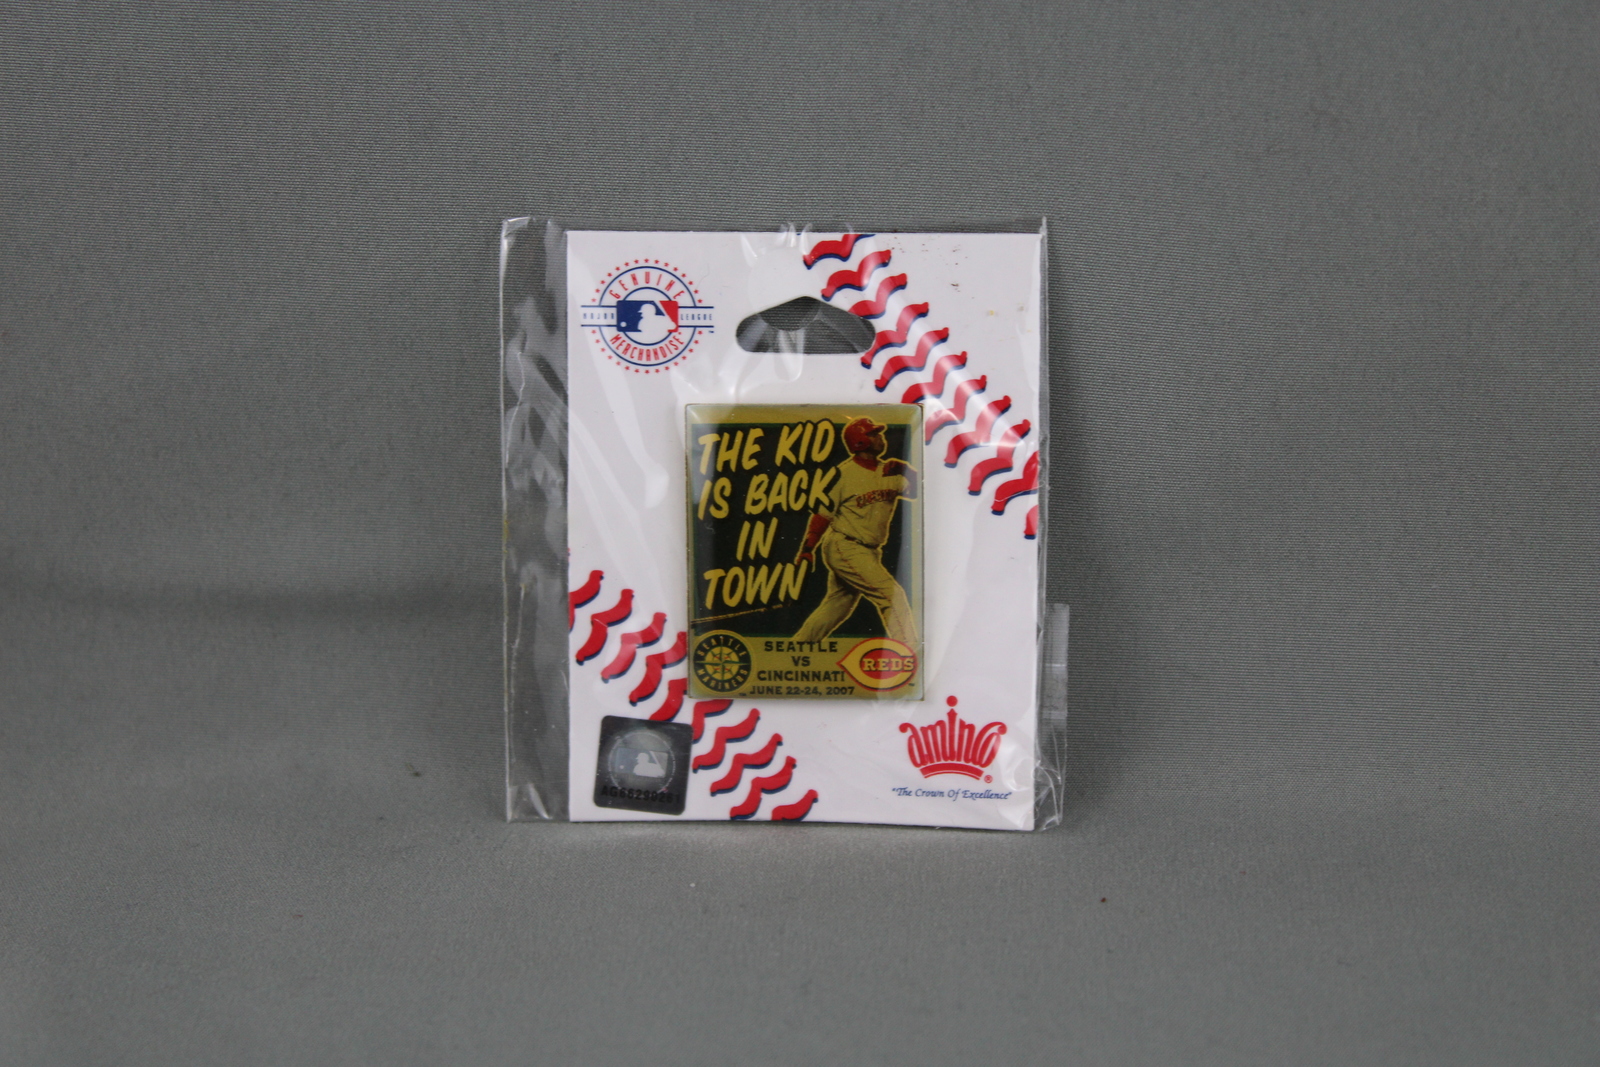 GENUINE
MAJOR LEAGUE
MERCHANDISE
THE KID
IS BACK
IN
TOWN
SEATTLE
VS
CINCINNATI
JUNE 22-24, 2007
SEATTLE
MARINERS
REDS
aminco®
"The Crown Of Excellence"